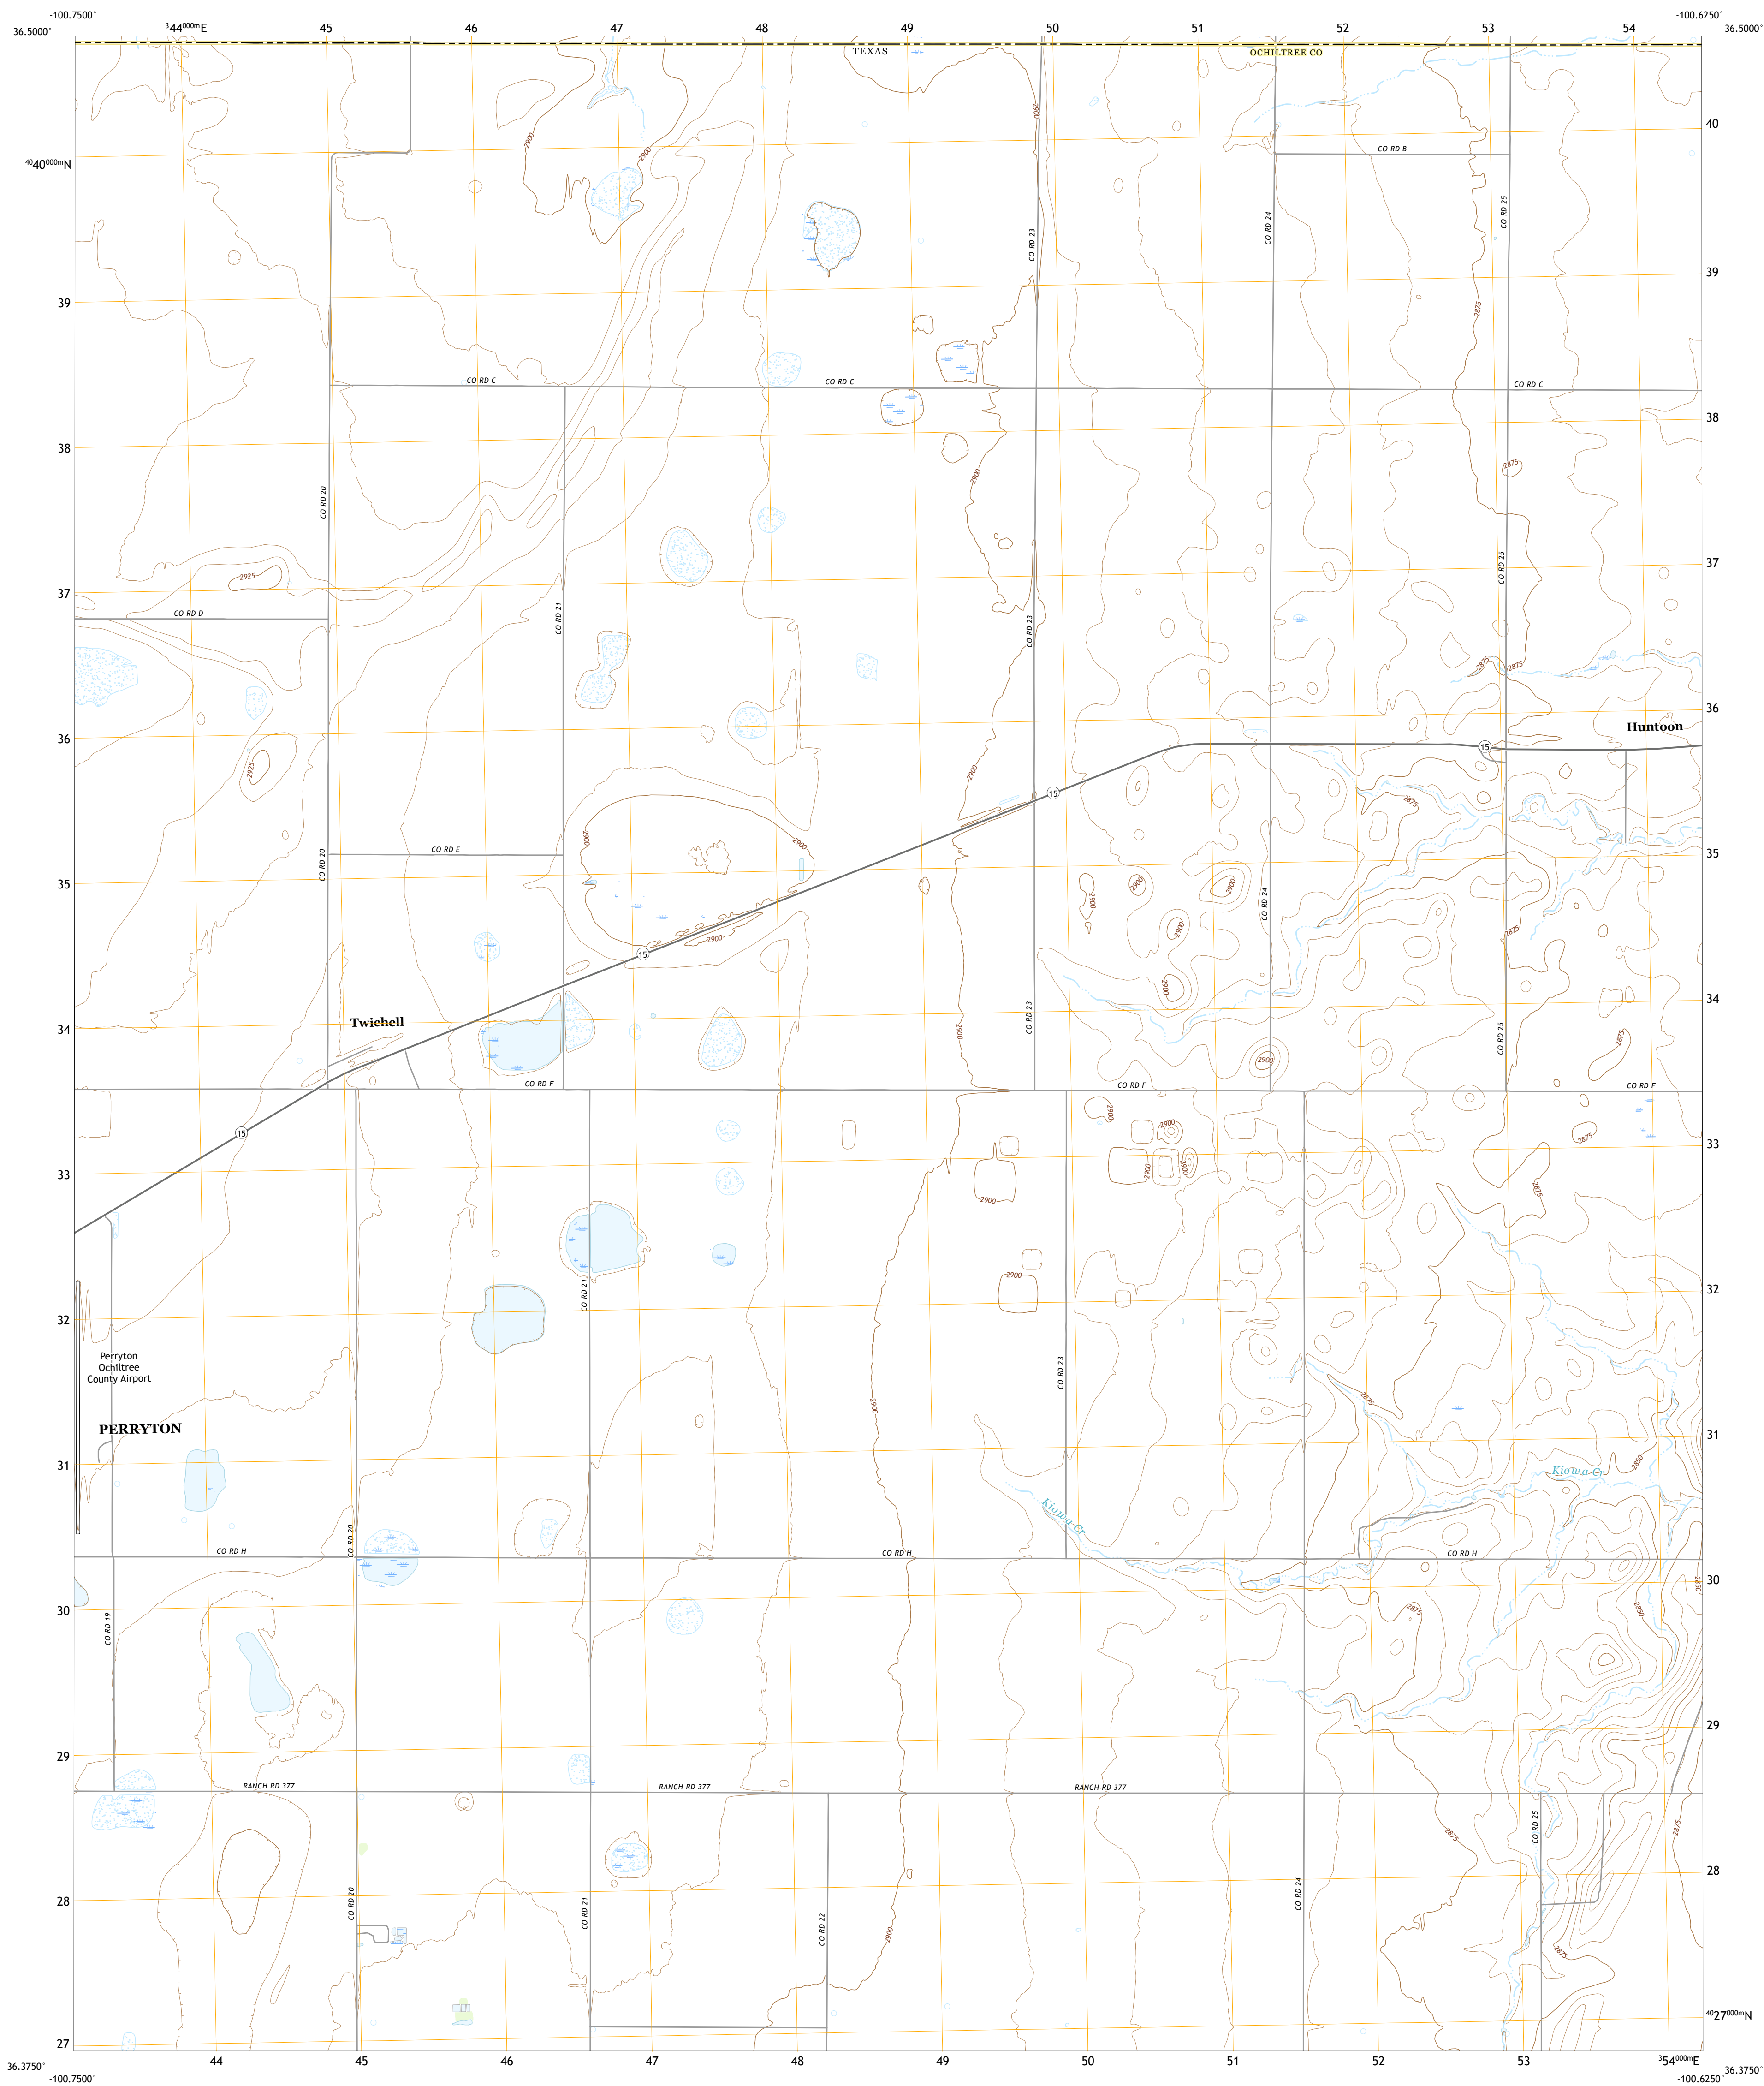 -100.7500°
-100.6250°
36.5000°
³44⁰⁰⁰ᵐE 45 46 47 48 49 50 51 52 53 54
36.5000°
TEXAS
OCHILTREE CO
2900
40
2900
CO RD B
2900
⁴⁰40⁰⁰⁰ᵐN
CO RD 25
CO RD 24
CO RD 23
39
39
2875
CO RD C
CO RD C
CO RD C
38
38
2875
2900
CO RD 20
37
CO RD 25
2925
37
CO RD D
CO RD 21
CO RD 23
2875
2875
36
Huntoon
36
15
2925
2900
15
2875
2900
2900
CO RD E
CO RD 20
35
35
2900
2900
2900
CO RD 24
2900
2875
2900
15
2900
34
CO RD 23
Twichell
34
2900
CO RD 25
2875
2900
CO RD F
CO RD F
CO RD F
2900
2900
15
2875
33
2900
2900
33
2875
2900
2900
32
CO RD 21
32
Perryton
Ochiltree
County Airport
CO RD 23
2875
2900
PERRYTON
31
31
2850
Kiowa Cr
Kiowa Cr
CO RD 20
CO RD H
CO RD H
CO RD H
30
2850
30
2875
2850
CO RD 19
29
29
RANCH RD 377
RANCH RD 377
RANCH RD 377
CO RD 25
2875
2875
28
CO RD 24
28
CO RD 20
CO RD 21
CO RD 22
2900
2875
⁴⁰27⁰⁰⁰ᵐN
27
44 45 46 47 48 49 50 51 52 53 ³54⁰⁰⁰ᵐE
36.3750°
36.3750°
-100.7500°
-100.6250°